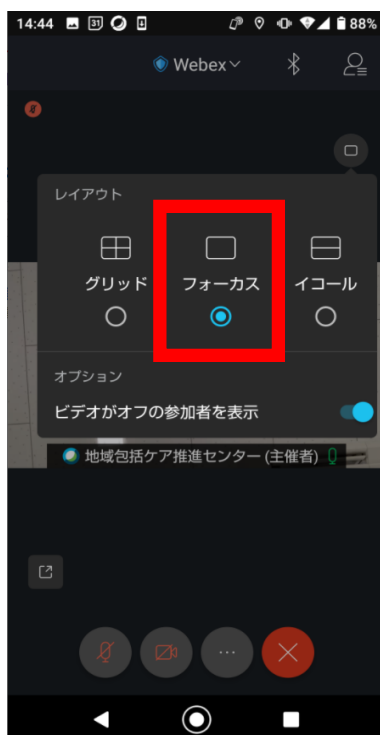 14:44 31 88%
Webex
レイアウト
グリッド フォーカス イコール
オプション
ビデオがオフの参加者を表示
地域包括ケア推進センター (主催者)